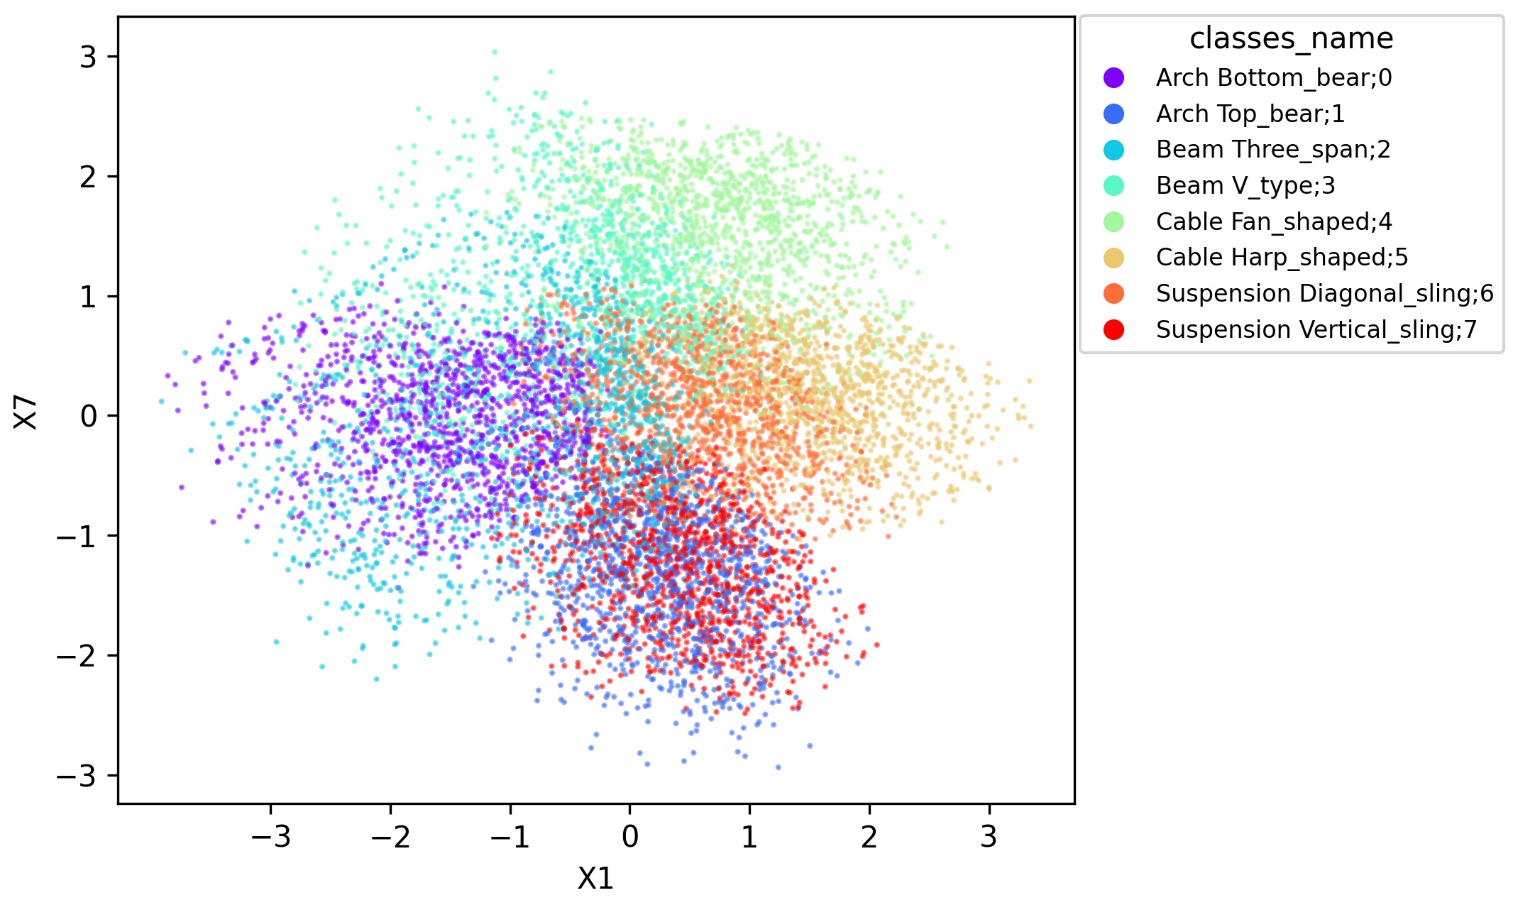 classes_name
Arch Bottom_bear;0
Arch Top_bear;1
Beam Three_span;2
Beam V_type;3
Cable Fan_shaped;4
Cable Harp_shaped;5
Suspension Diagonal_sling;6
Suspension Vertical_sling;7
3
2
1
0
−1
−2
−3
X7
−3 −2 −1 0 1 2 3
X1